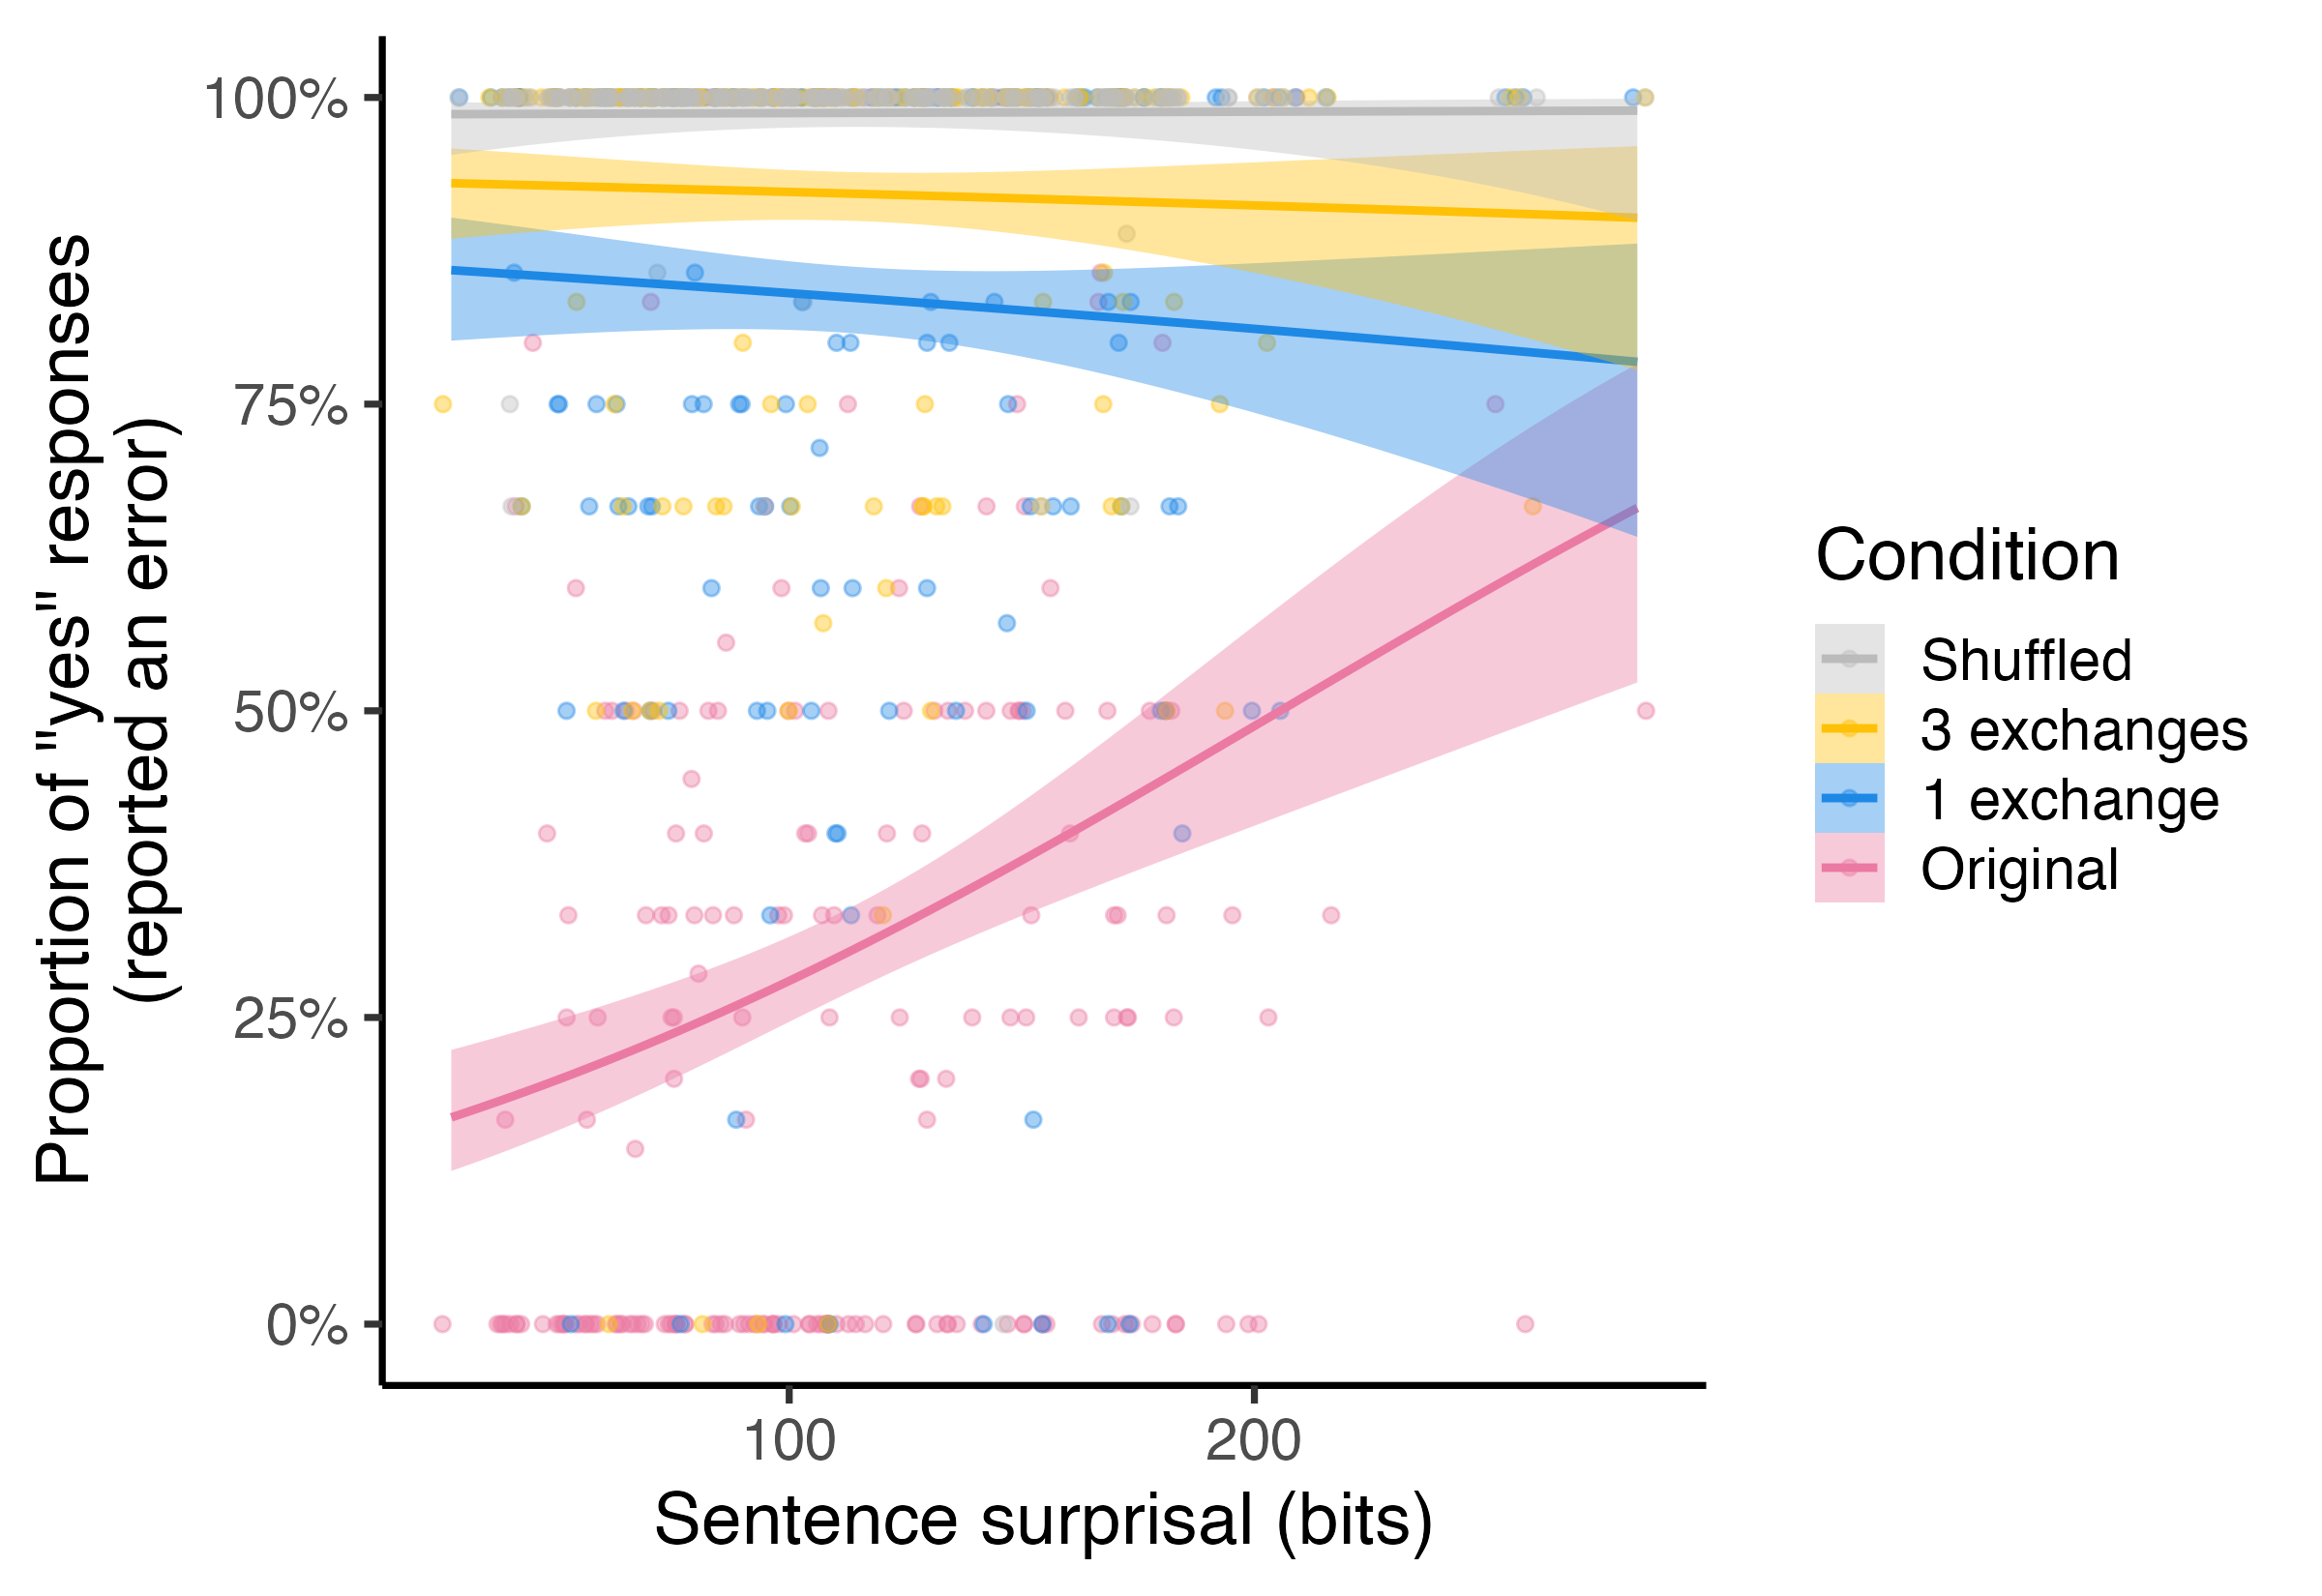 Proportion of "yes" responses
(reported an error)
100%
75%
50%
25%
0%
100
200
Sentence surprisal (bits)
Condition
Shuffled
3 exchanges
1 exchange
Original